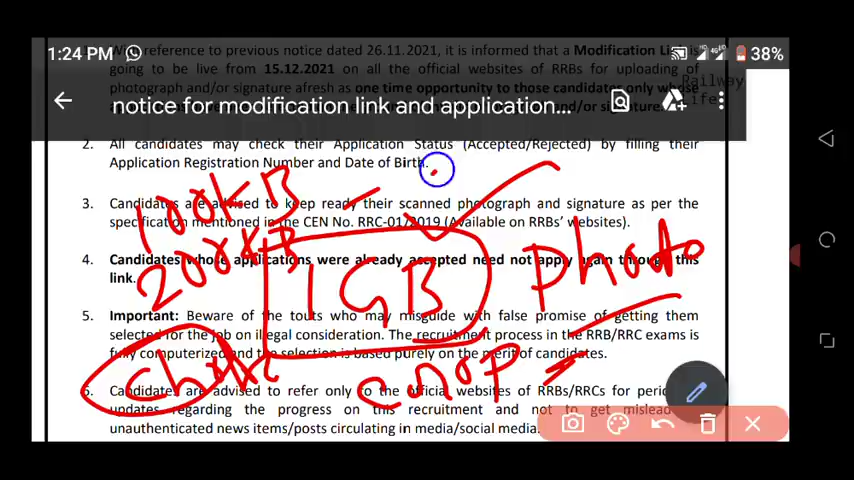 1:24 PM
38%
With reference to previous notice dated 26.11.2021, it is informed that a Modification Link is
going to be live from 15.12.2021 on all the official websites of RRBs for uploading of
photograph and/or signature afresh as one time opportunity to those candidates only whose
notice for modification link and application...
Railway
Life
2. All candidates may check their Application Status (Accepted/Rejected) by filling their
Application Registration Number and Date of Birth.
3. Candidates are advised to keep ready their scanned photograph and signature as per the
specification mentioned in the CEN No. RRC-01/2019 (Available on RRBs' websites).
4. Candidates whose applications were already accepted need not apply again through this
link.
5. Important: Beware of the touts who may misguide with false promise of getting them
selected for the job on illegal consideration. The recruitment process in the RRB/RRC exams is
fully computerized and the selection is based purely on the merit of candidates.
6. Candidates are advised to refer only to the official websites of RRBs/RRCs for
updates regarding the progress on this recruitment and not to get
unauthenticated news items/posts circulating in media/social media.
100KB
200KB
1GB
Photo
crop